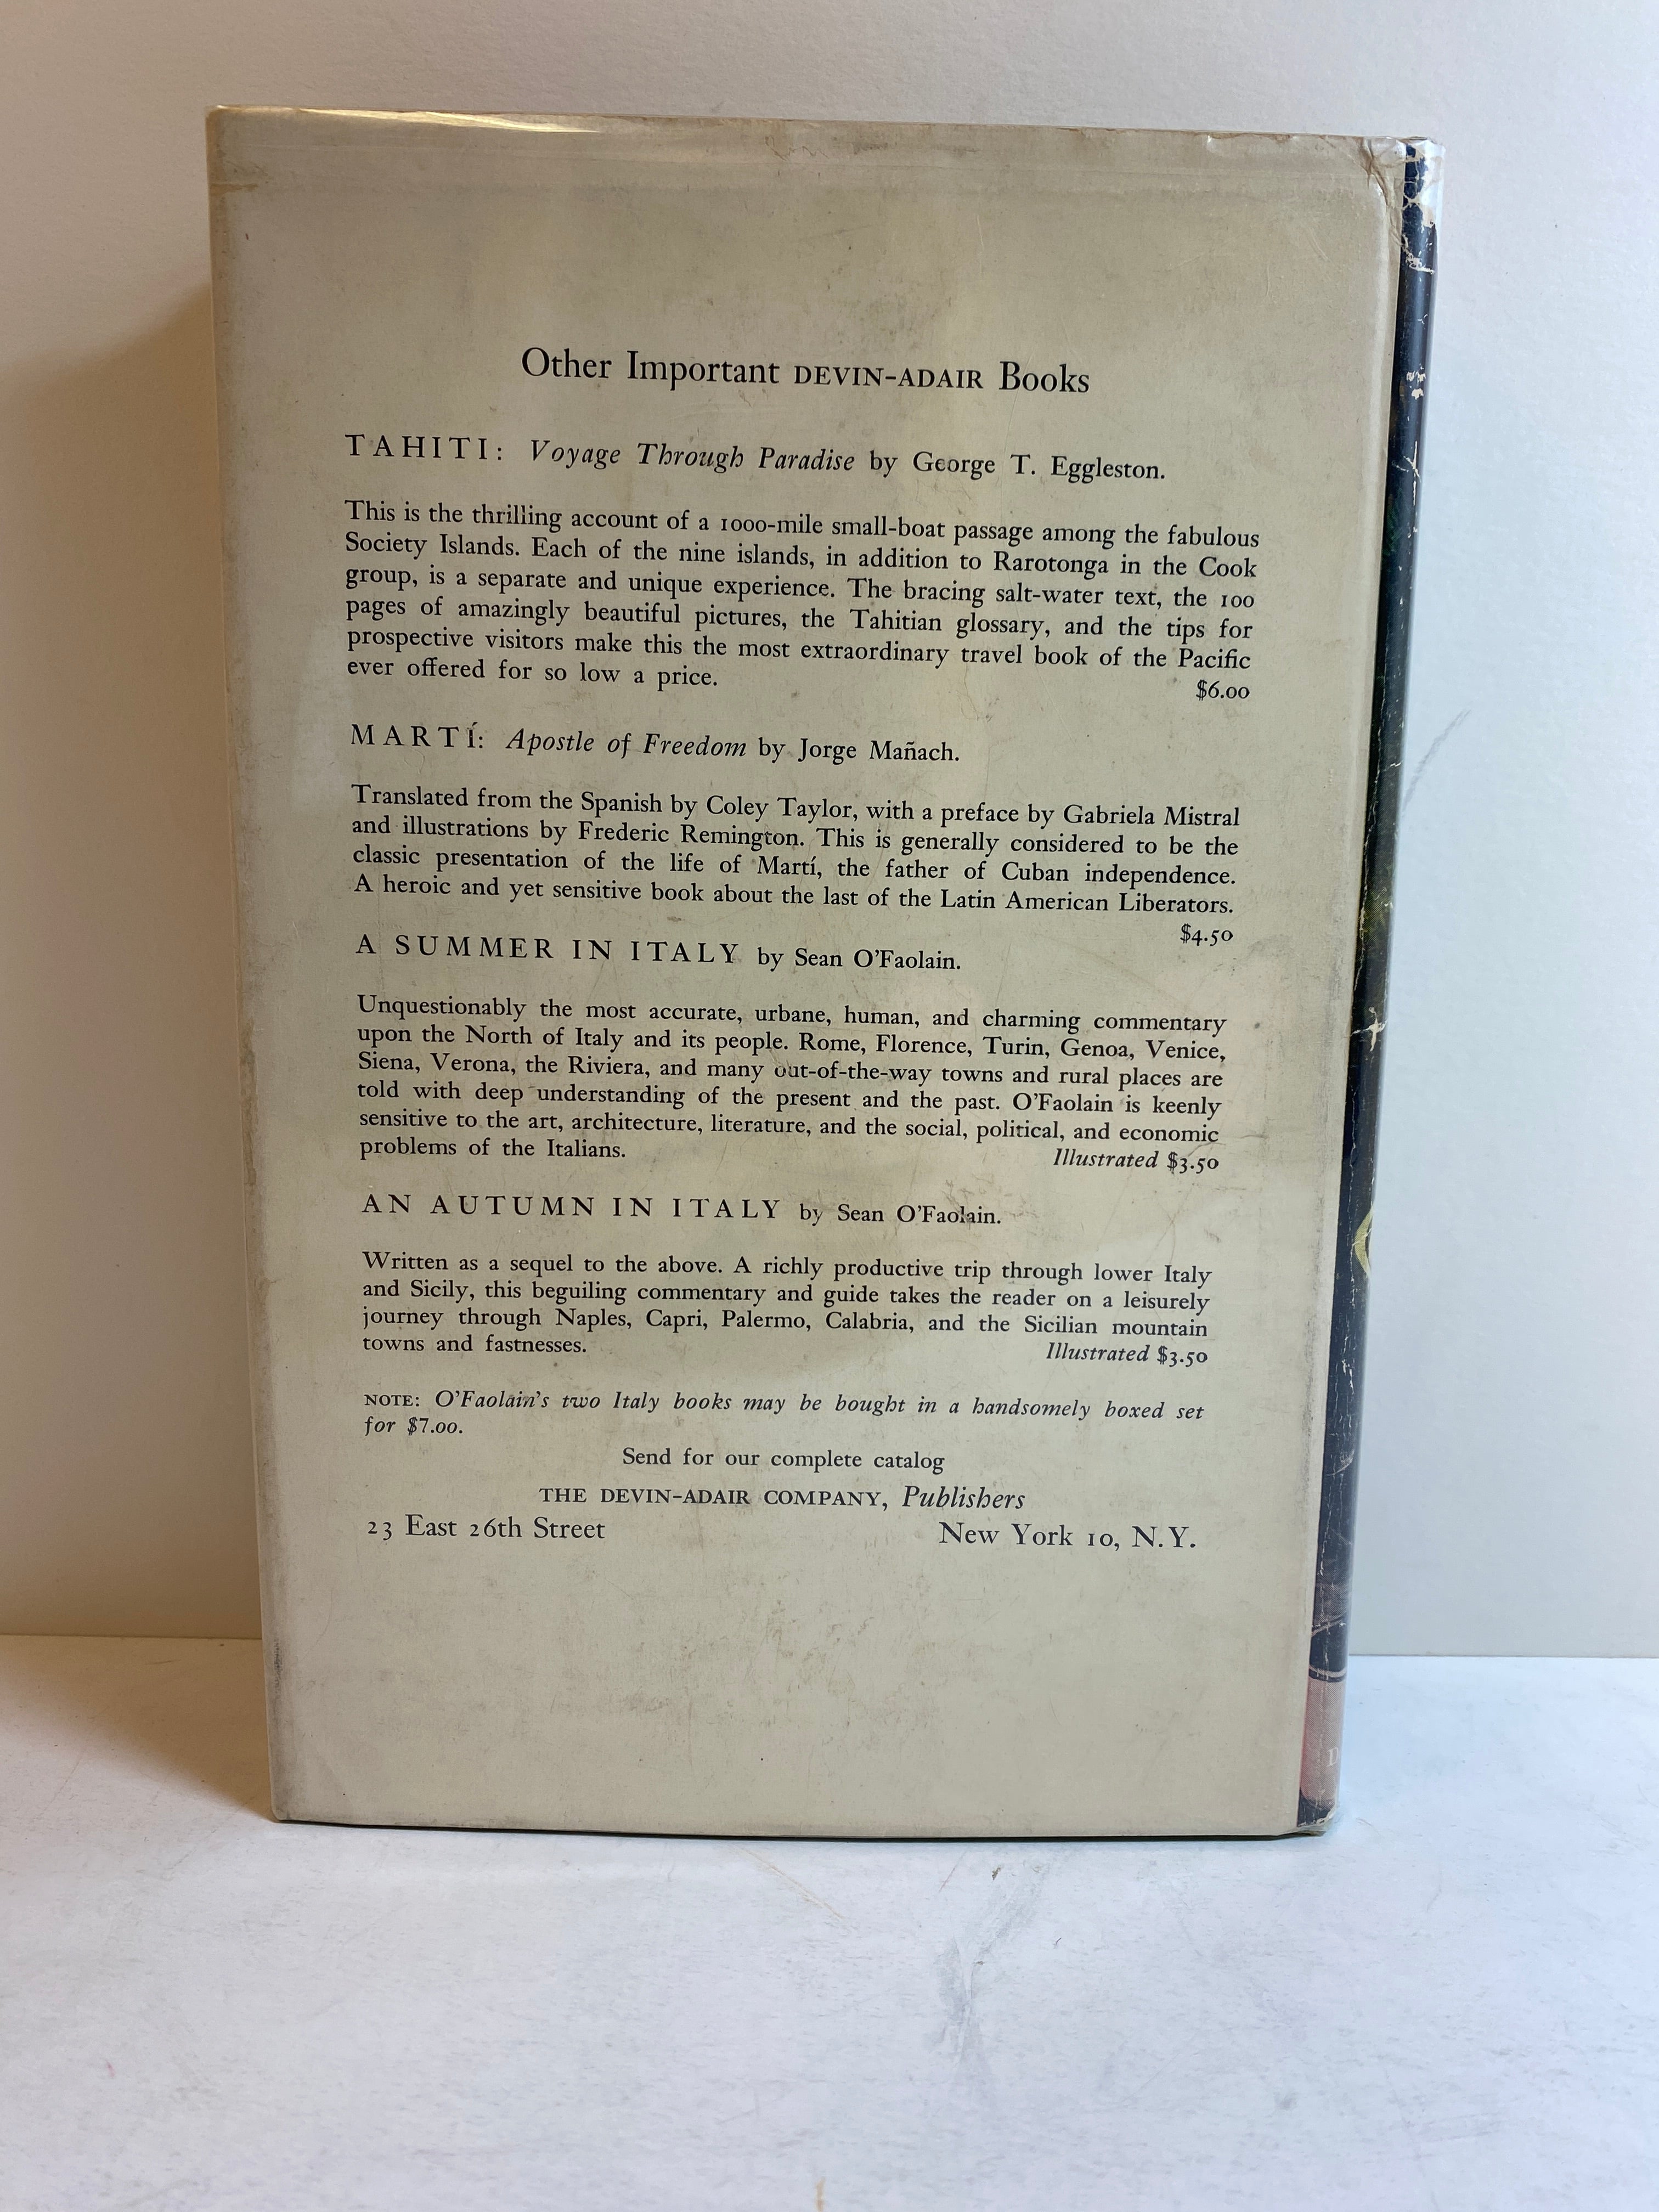 Other Important DEVIN-ADAIR Books
TAHITI: Voyage Through Paradise by George T. Eggleston.
This is the thrilling account of a 1000-mile small-boat passage among the fabulous
Society Islands. Each of the nine islands, in addition to Rarotonga in the Cook
group, is a separate and unique experience. The bracing salt-water text, the 100
pages of amazingly beautiful pictures, the Tahitian glossary, and the tips for
prospective visitors make this the most extraordinary travel book of the Pacific
ever offered for so low a price. $6.00
MARTÍ: Apostle of Freedom by Jorge Mañach.
Translated from the Spanish by Coley Taylor, with a preface by Gabriela Mistral
and illustrations by Frederic Remington. This is generally considered to be the
classic presentation of the life of Martí, the father of Cuban independence.
A heroic and yet sensitive book about the last of the Latin American Liberators.
$4.50
A SUMMER IN ITALY by Sean O'Faolain.
Unquestionably the most accurate, urbane, human, and charming commentary
upon the North of Italy and its people. Rome, Florence, Turin, Genoa, Venice,
Siena, Verona, the Riviera, and many out-of-the-way towns and rural places are
told with deep understanding of the present and the past. O'Faolain is keenly
sensitive to the art, architecture, literature, and the social, political, and economic
problems of the Italians. Illustrated $3.50
AN AUTUMN IN ITALY by Sean O'Faolain.
Written as a sequel to the above. A richly productive trip through lower Italy
and Sicily, this beguiling commentary and guide takes the reader on a leisurely
journey through Naples, Capri, Palermo, Calabria, and the Sicilian mountain
towns and fastnesses. Illustrated $3.50
NOTE: O'Faolain's two Italy books may be bought in a handsomely boxed set
for $7.00.
Send for our complete catalog
THE DEVIN-ADAIR COMPANY, Publishers
23 East 26th Street New York 10, N.Y.